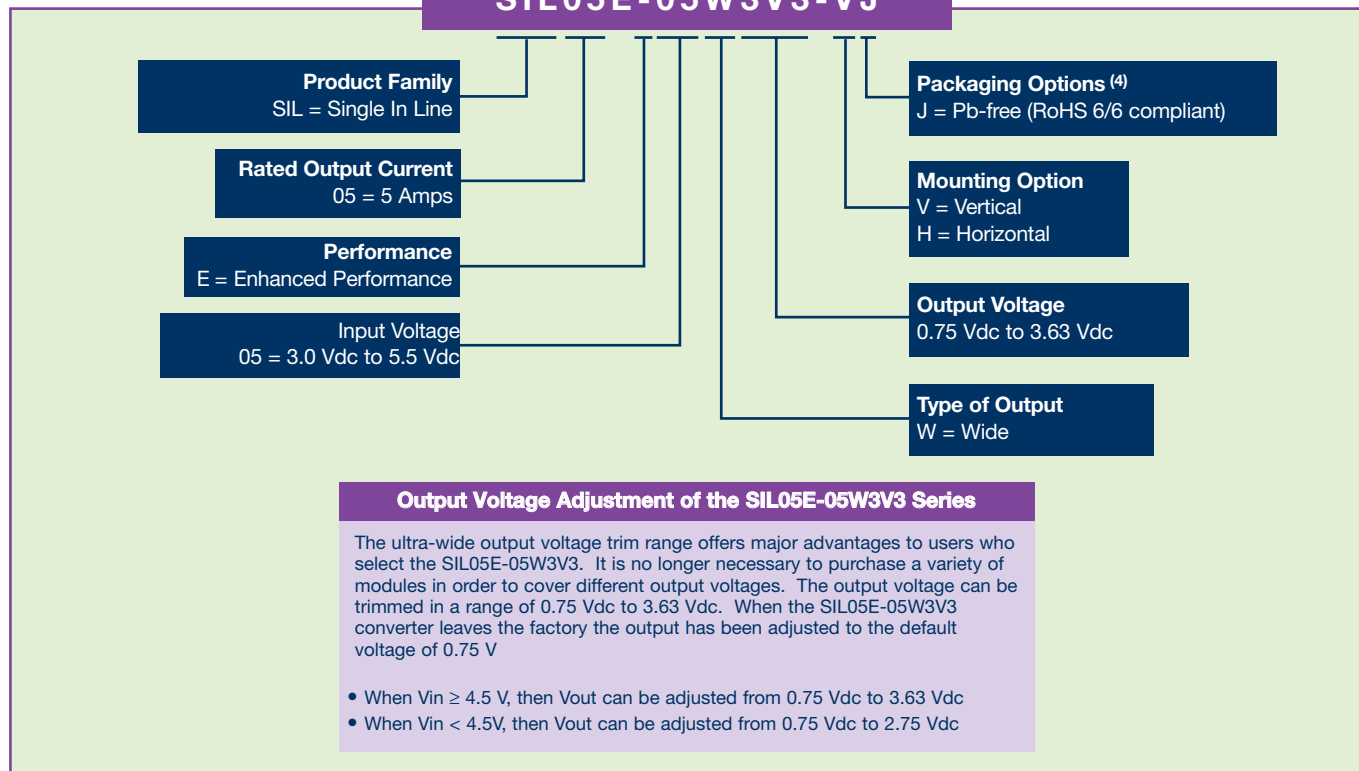 SIL05E-05W3V3-VJ
Product Family
SIL = Single In Line
Rated Output Current
05 = 5 Amps
Performance
E = Enhanced Performance
Input Voltage
05 = 3.0 Vdc to 5.5 Vdc
Packaging Options (4)
J = Pb-free (RoHS 6/6 compliant)
Mounting Option
V = Vertical
H = Horizontal
Output Voltage
0.75 Vdc to 3.63 Vdc
Type of Output
W = Wide
Output Voltage Adjustment of the SIL05E-05W3V3 Series
The ultra-wide output voltage trim range offers major advantages to users who
select the SIL05E-05W3V3. It is no longer necessary to purchase a variety of
modules in order to cover different output voltages. The output voltage can be
trimmed in a range of 0.75 Vdc to 3.63 Vdc. When the SIL05E-05W3V3
converter leaves the factory the output has been adjusted to the default
voltage of 0.75 V
• When Vin ≥ 4.5 V, then Vout can be adjusted from 0.75 Vdc to 3.63 Vdc
• When Vin < 4.5V, then Vout can be adjusted from 0.75 Vdc to 2.75 Vdc